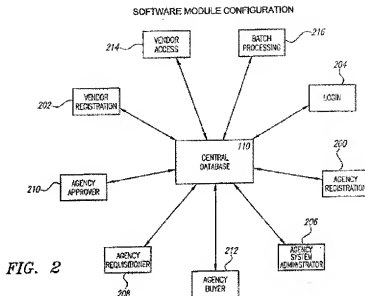 SOFTWARE MODULE CONFIGURATION
214
VENDOR
ACCESS
BATCH
PROCESSING
216
204
LOGIN
202
VENDOR
REGISTRATION
110
CENTRAL
DATABASE
200
AGENCY
REGISTRATION
210
AGENCY
APPROVER
206
AGENCY
SYSTEM
ADMINISTRATOR
AGENCY
REQUISITIONER
208
212
AGENCY
BUYER
FIG. 2